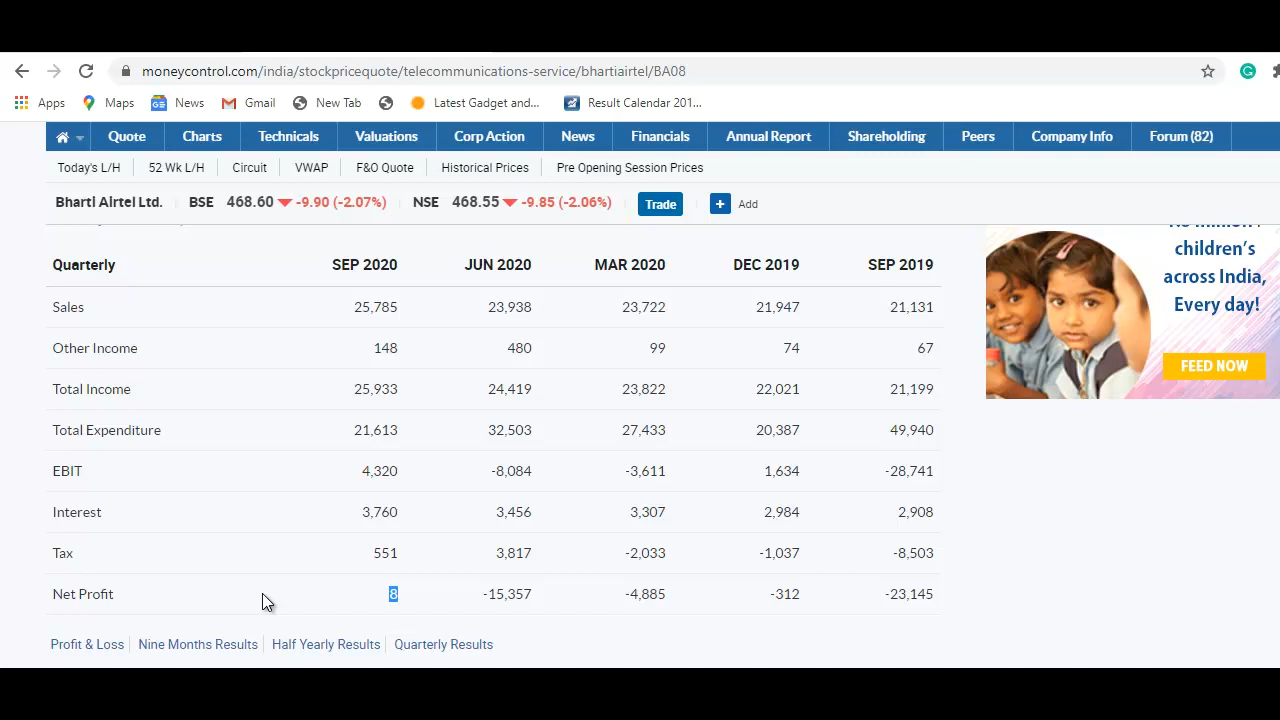 moneycontrol.com/india/stockpricequote/telecommunications-service/bhartiairtel/BA08
Apps Maps News Gmail New Tab Latest Gadget and... Result Calendar 201...
Quote Charts Technicals Valuations Corp Action News Financials Annual Report Shareholding Peers Company Info Forum (82)
Today's L/H 52 Wk L/H Circuit VWAP F&O Quote Historical Prices Pre Opening Session Prices
Bharti Airtel Ltd. BSE 468.60 -9.90 (-2.07%) NSE 468.55 -9.85 (-2.06%) Trade + Add
children's
across India,
Every day!
FEED NOW
Quarterly SEP 2020 JUN 2020 MAR 2020 DEC 2019 SEP 2019
Sales 25,785 23,938 23,722 21,947 21,131
Other Income 148 480 99 74 67
Total Income 25,933 24,419 23,822 22,021 21,199
Total Expenditure 21,613 32,503 27,433 20,387 49,940
EBIT 4,320 -8,084 -3,611 1,634 -28,741
Interest 3,760 3,456 3,307 2,984 2,908
Tax 551 3,817 -2,033 -1,037 -8,503
Net Profit 8 -15,357 -4,885 -312 -23,145
Profit & Loss Nine Months Results Half Yearly Results Quarterly Results